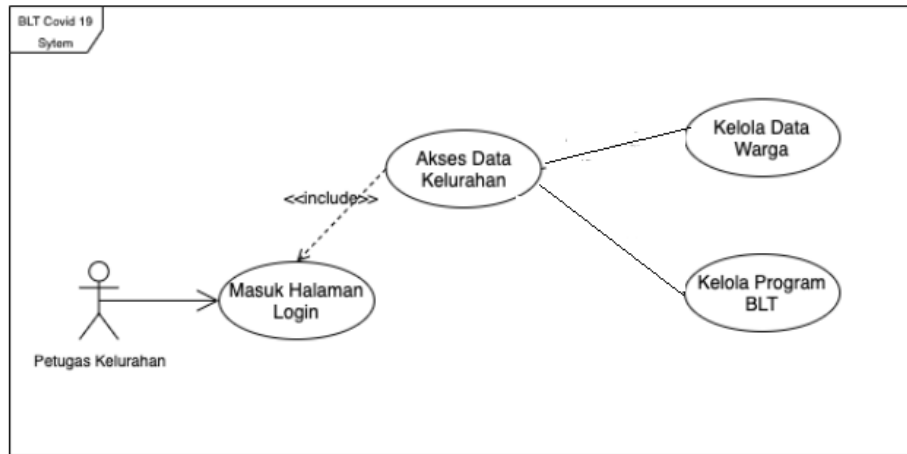 BLT Covid 19
Sytem
Akses Data
Kelurahan
Kelola Data
Warga
<<include>>
Masuk Halaman
Login
Kelola Program
BLT
Petugas Kelurahan